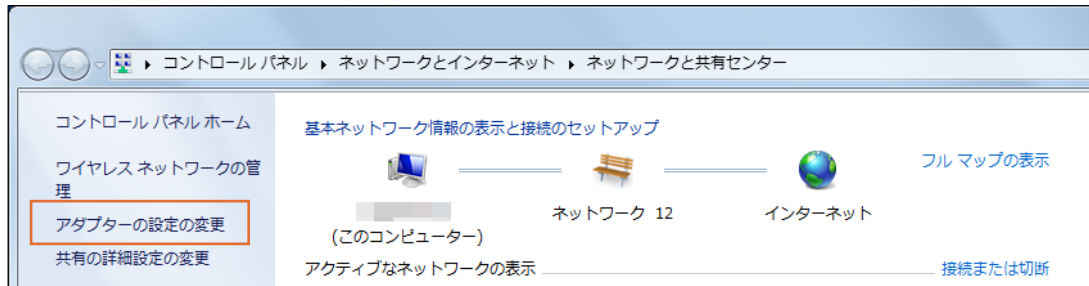 コントロール パネル ▸ ネットワークとインターネット ▸ ネットワークと共有センター
コントロール パネル ホーム
ワイヤレス ネットワークの管
理
アダプターの設定の変更
共有の詳細設定の変更
基本ネットワーク情報の表示と接続のセットアップ
フル マップの表示
(このコンピューター)
ネットワーク 12
インターネット
アクティブなネットワークの表示
接続または切断